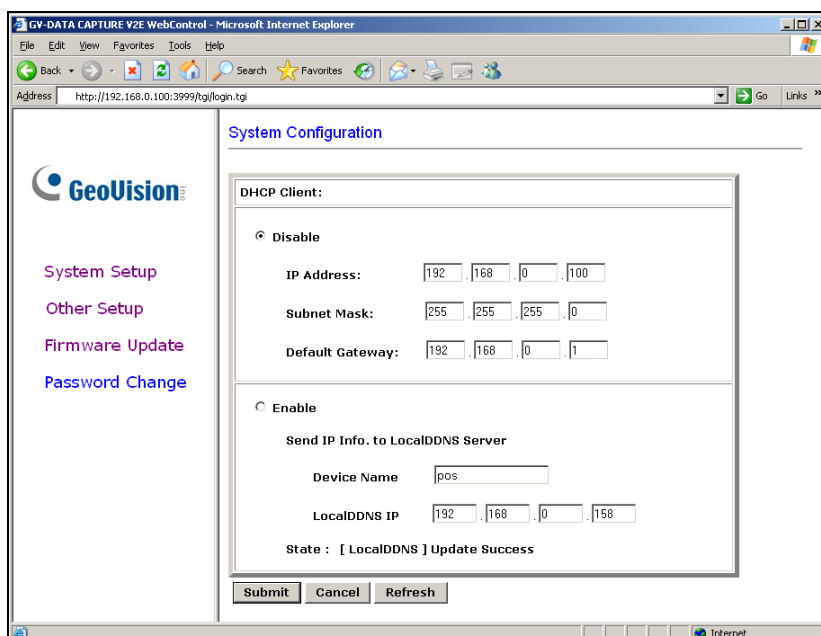 GV-DATA CAPTURE V2E WebControl - Microsoft Internet Explorer
File Edit View Favorites Tools Help
Back Search Favorites
Address http://192.168.0.100:3999/tgi/login.tgi Go Links »
System Configuration
GeoVision inc
System Setup
Other Setup
Firmware Update
Password Change
DHCP Client:
Disable
IP Address: 192 . 168 . 0 . 100
Subnet Mask: 255 . 255 . 255 . 0
Default Gateway: 192 . 168 . 0 . 1
Enable
Send IP Info. to LocalDDNS Server
Device Name pos
LocalDDNS IP 192 . 168 . 0 . 158
State : [ LocalDDNS ] Update Success
Submit Cancel Refresh
Internet